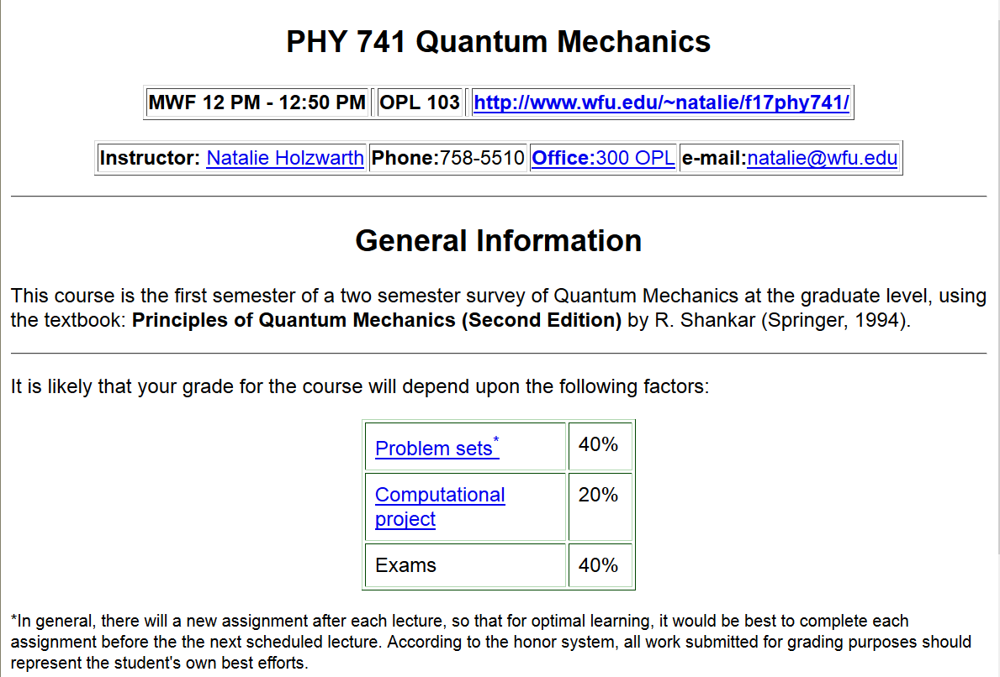 PHY 741 Quantum Mechanics
MWF 12 PM - 12:50 PM OPL 103 http://www.wfu.edu/~natalie/f17phy741/
Instructor: Natalie Holzwarth Phone:758-5510 Office:300 OPL e-mail:natalie@wfu.edu
General Information
This course is the first semester of a two semester survey of Quantum Mechanics at the graduate level, using
the textbook: Principles of Quantum Mechanics (Second Edition) by R. Shankar (Springer, 1994).
It is likely that your grade for the course will depend upon the following factors:
Problem sets* 40%
Computational 20%
project
Exams 40%
*In general, there will a new assignment after each lecture, so that for optimal learning, it would be best to complete each
assignment before the the next scheduled lecture. According to the honor system, all work submitted for grading purposes should
represent the student's own best efforts.